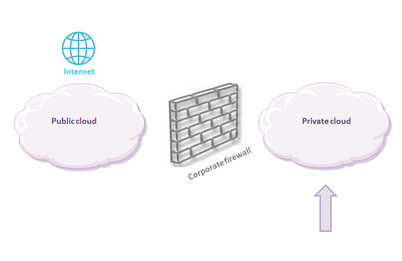 Internet
Public cloud
Private cloud
Corporate firewall